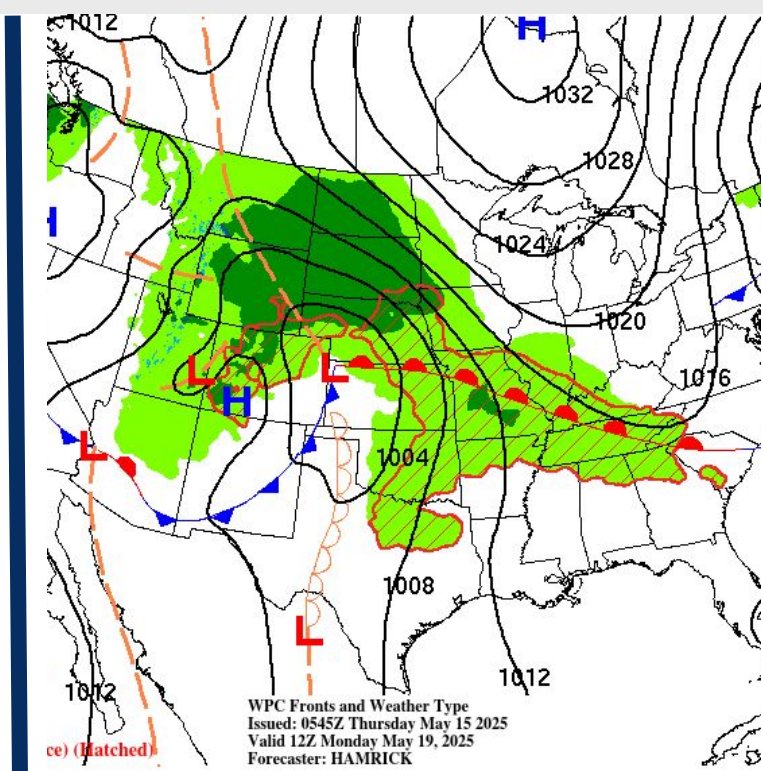 1012
H
1032
1028
H
1024
1020
1016
L
L
H
L
1004
1008
L
1012
1012
WPC Fronts and Weather Type
Issued: 0545Z Thursday May 15 2025
Valid 12Z Monday May 19, 2025
ce) (Hatched)
Forecaster: HAMRICK